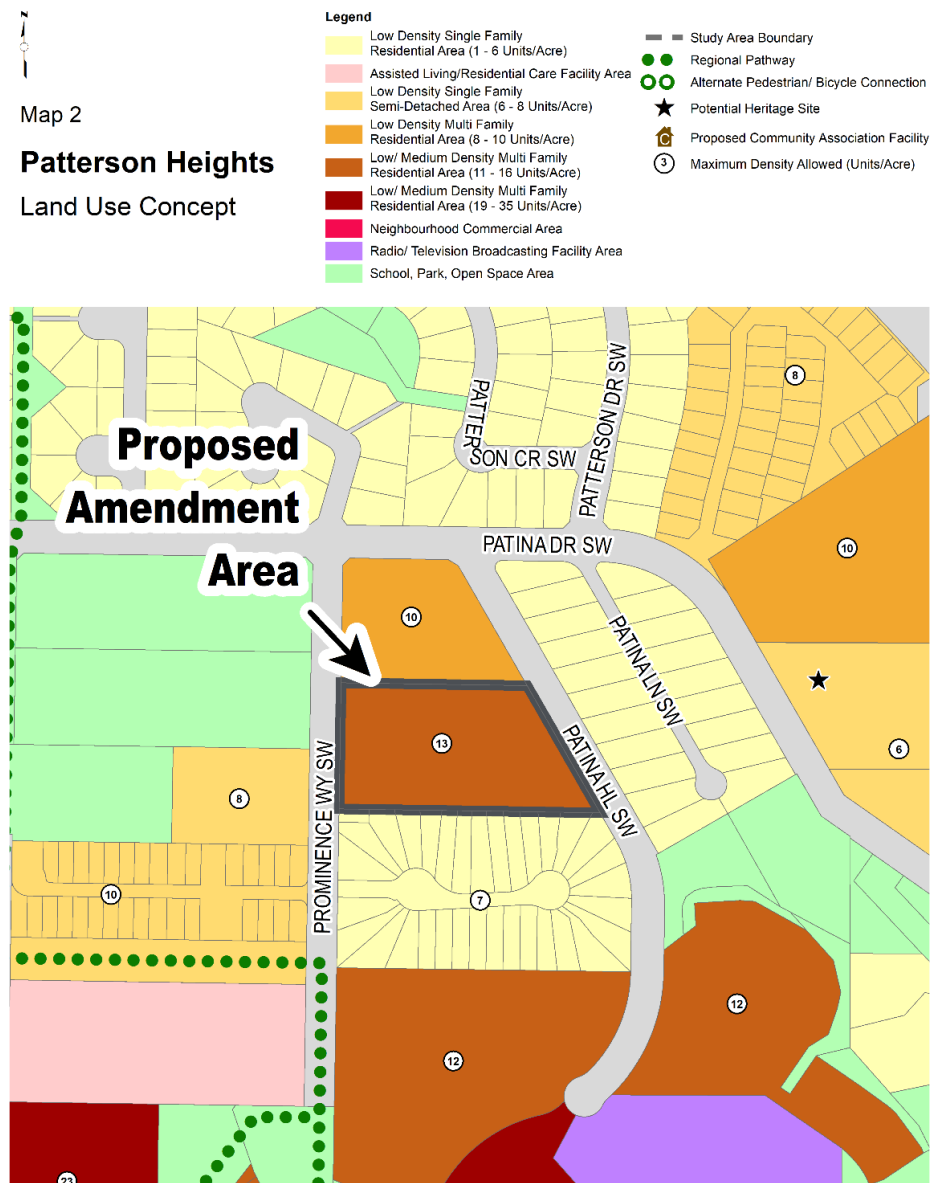 Map 2
Patterson Heights
Land Use Concept
Legend
Low Density Single Family
Residential Area (1 - 6 Units/Acre)
Assisted Living/Residential Care Facility Area
Low Density Single Family
Semi-Detached Area (6 - 8 Units/Acre)
Low Density Multi Family
Residential Area (8 - 10 Units/Acre)
Low/ Medium Density Multi Family
Residential Area (11 - 16 Units/Acre)
Low/ Medium Density Multi Family
Residential Area (19 - 35 Units/Acre)
Neighbourhood Commercial Area
Radio/ Television Broadcasting Facility Area
School, Park, Open Space Area
Study Area Boundary
Regional Pathway
Alternate Pedestrian/ Bicycle Connection
Potential Heritage Site
C
Proposed Community Association Facility
3
Maximum Density Allowed (Units/Acre)
8
PATTER
SON CR SW
PATTERSON DR SW
Proposed
Amendment
Area
PATINA DR SW
10
10
PATINA LN SW
13
PATINA HL SW
6
PROMINENCE WY SW
8
10
7
12
12
23